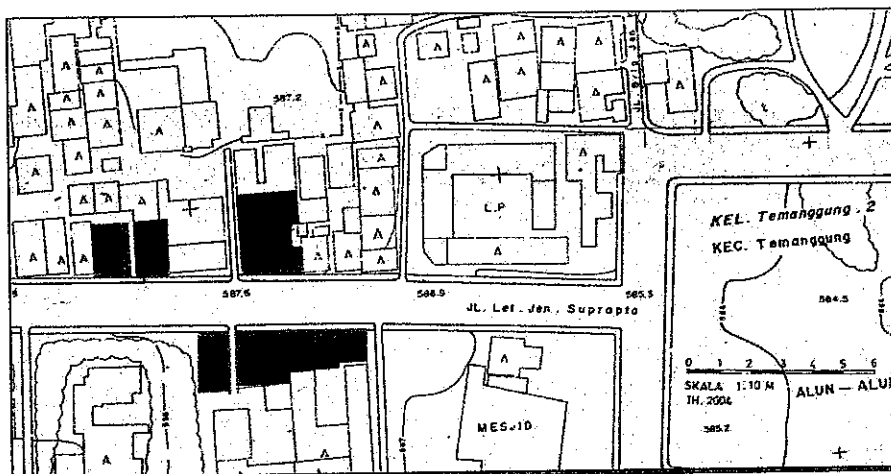 587.2
L.P
KEL. Temanggung. 2
KEC. Temanggung
587.6
586.9
585.3
JL. Let. Jen. Suprapto
584.5
0 1 2 3 4 5 6
SKALA 1:10 M
TH. 2004
ALUN — ALU
MESJID
585.2